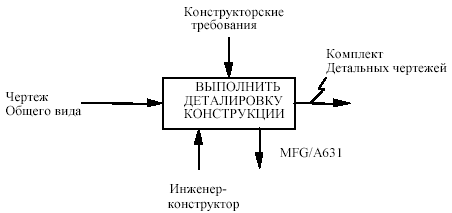 Конструкторские
требования
Комплект
Детальных чертежей
Чертеж
Общего вида
ВЫПОЛНИТЬ
ДЕТАЛИРОВКУ
КОНСТРУКЦИИ
MFG/A631
Инженер-
конструктор